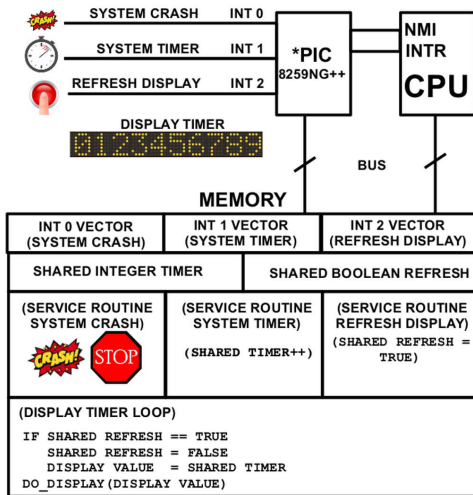 SYSTEM CRASH INT 0
SYSTEM TIMER INT 1
REFRESH DISPLAY INT 2
*PIC
8259NG++
NMI
INTR
CPU
DISPLAY TIMER
0123456789
BUS
MEMORY
INT 0 VECTOR
(SYSTEM CRASH)
INT 1 VECTOR
(SYSTEM TIMER)
INT 2 VECTOR
(REFRESH DISPLAY)
SHARED INTEGER TIMER
SHARED BOOLEAN REFRESH
(SERVICE ROUTINE
SYSTEM CRASH)
CRASH!
STOP
(SERVICE ROUTINE
SYSTEM TIMER)
(SHARED TIMER++)
(SERVICE ROUTINE
REFRESH DISPLAY)
(SHARED REFRESH =
TRUE)
(DISPLAY TIMER LOOP)
IF SHARED REFRESH == TRUE
SHARED REFRESH = FALSE
DISPLAY VALUE = SHARED TIMER
DO_DISPLAY(DISPLAY VALUE)